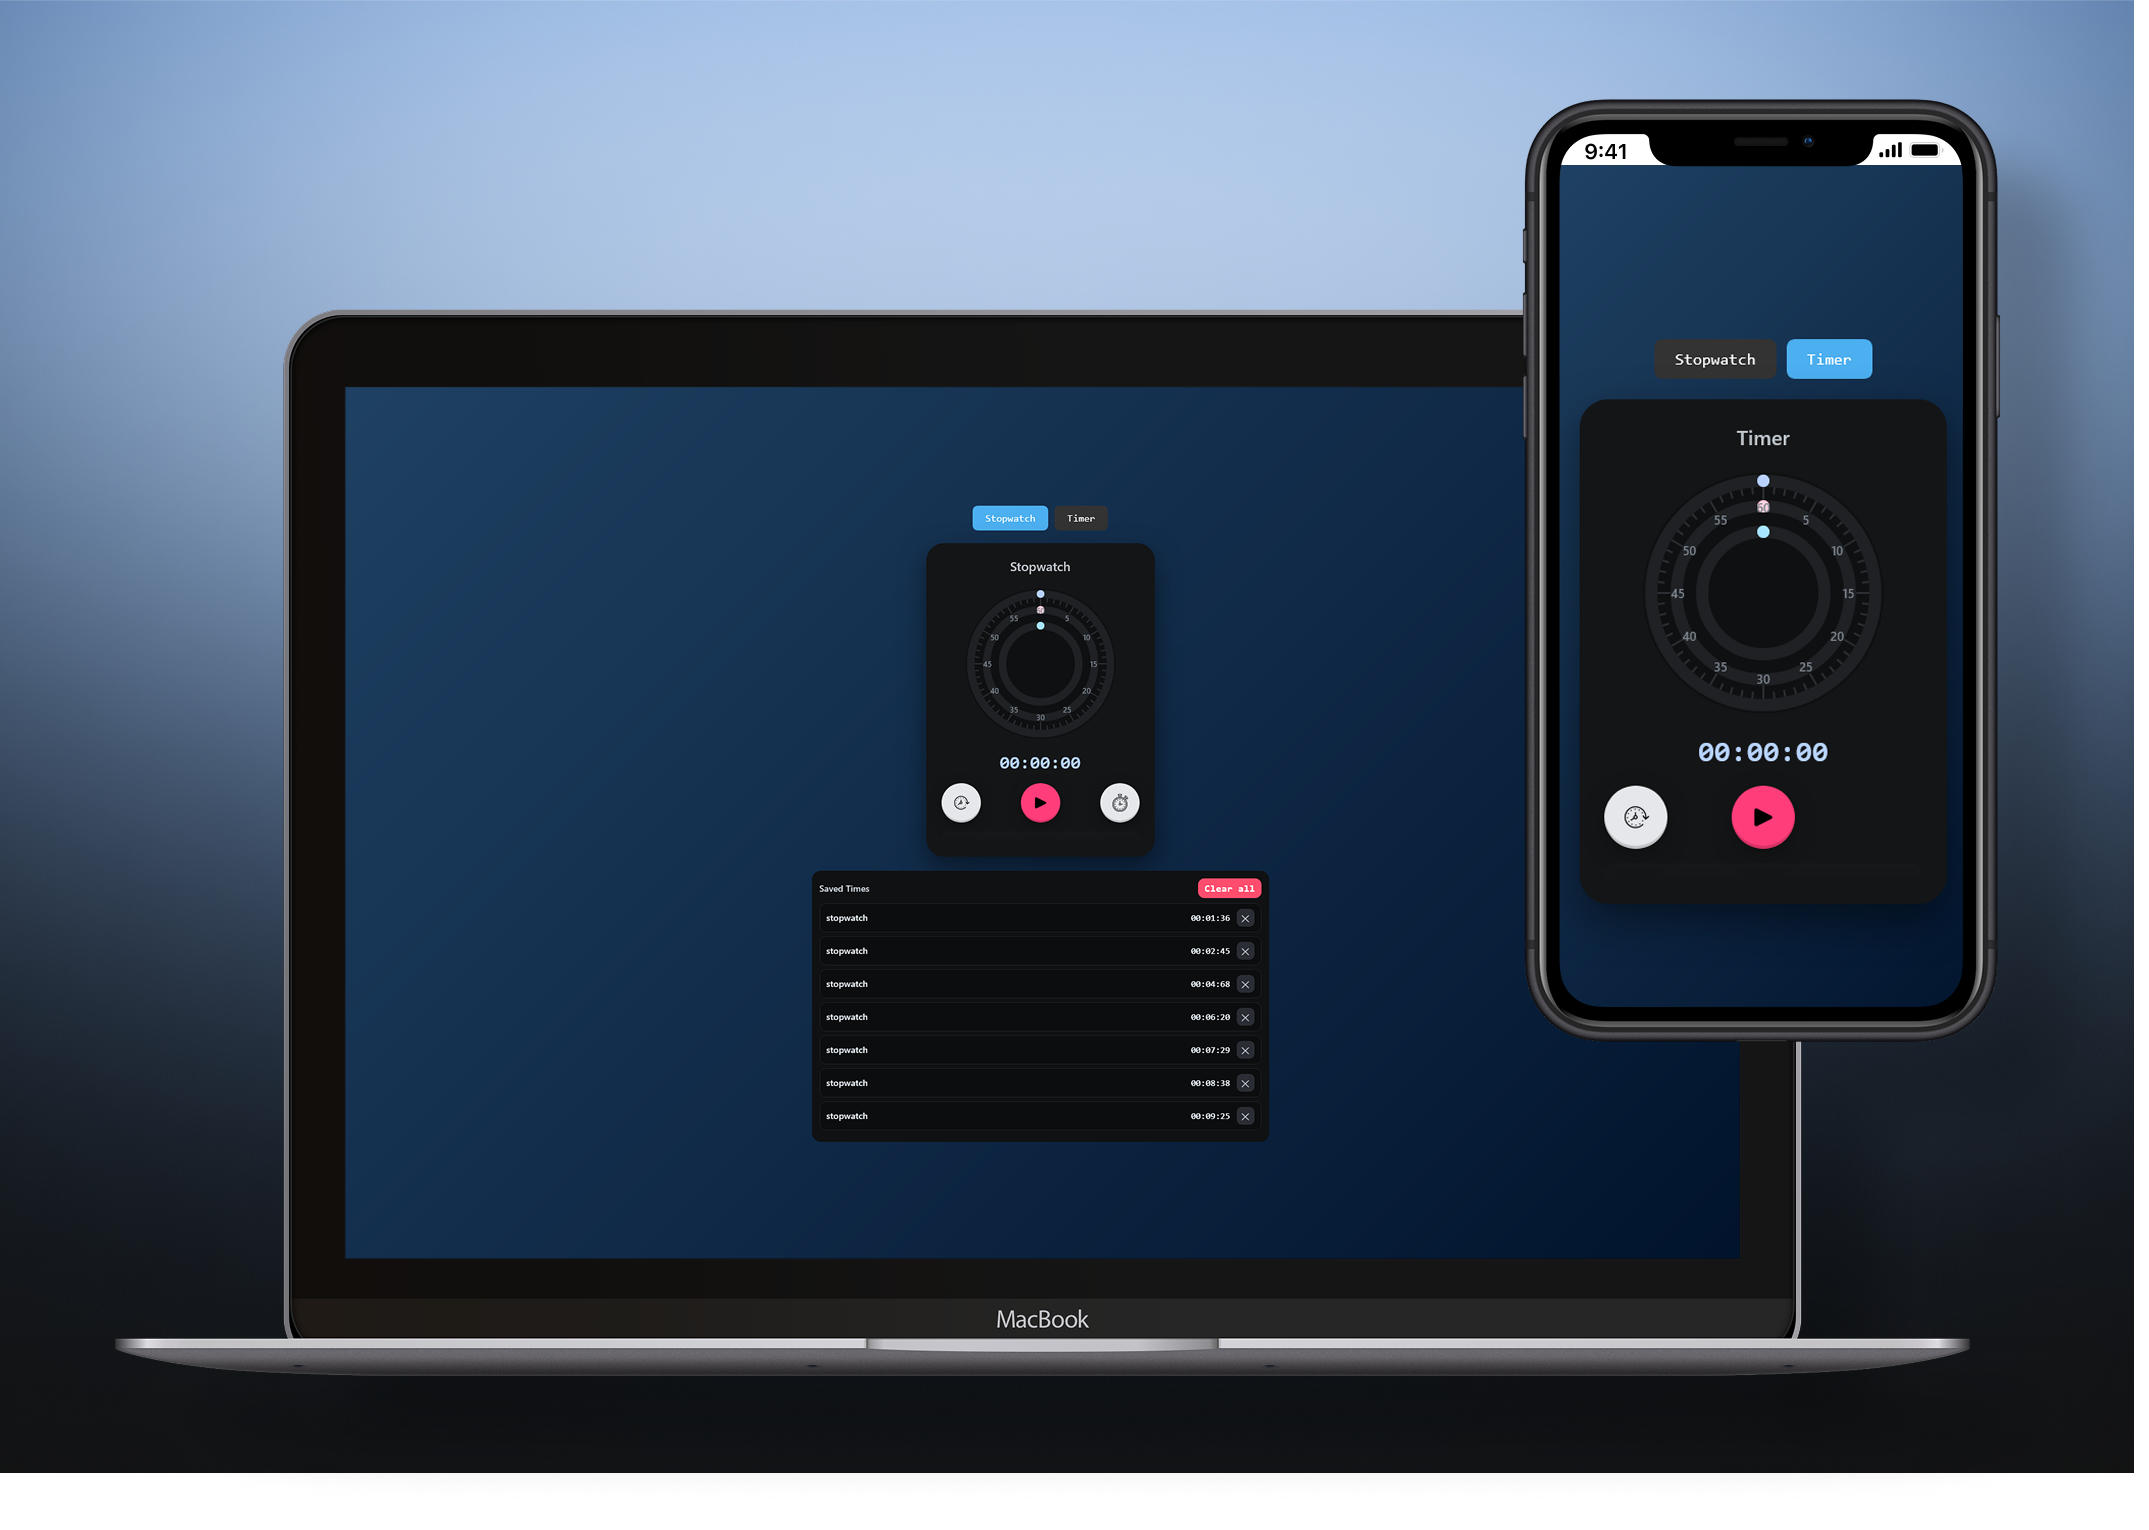 9:41
Stopwatch Timer
Timer
60
55 5
50 10
45 15
40 20
35 25
30
00:00:00
Stopwatch Timer
Stopwatch
55 5
50 10
45 15
40 20
35 25
30
00:00:00
Saved Times Clear all
stopwatch 00:01:36
stopwatch 00:02:45
stopwatch 00:04:68
stopwatch 00:06:20
stopwatch 00:07:29
stopwatch 00:08:38
stopwatch 00:09:25
MacBook